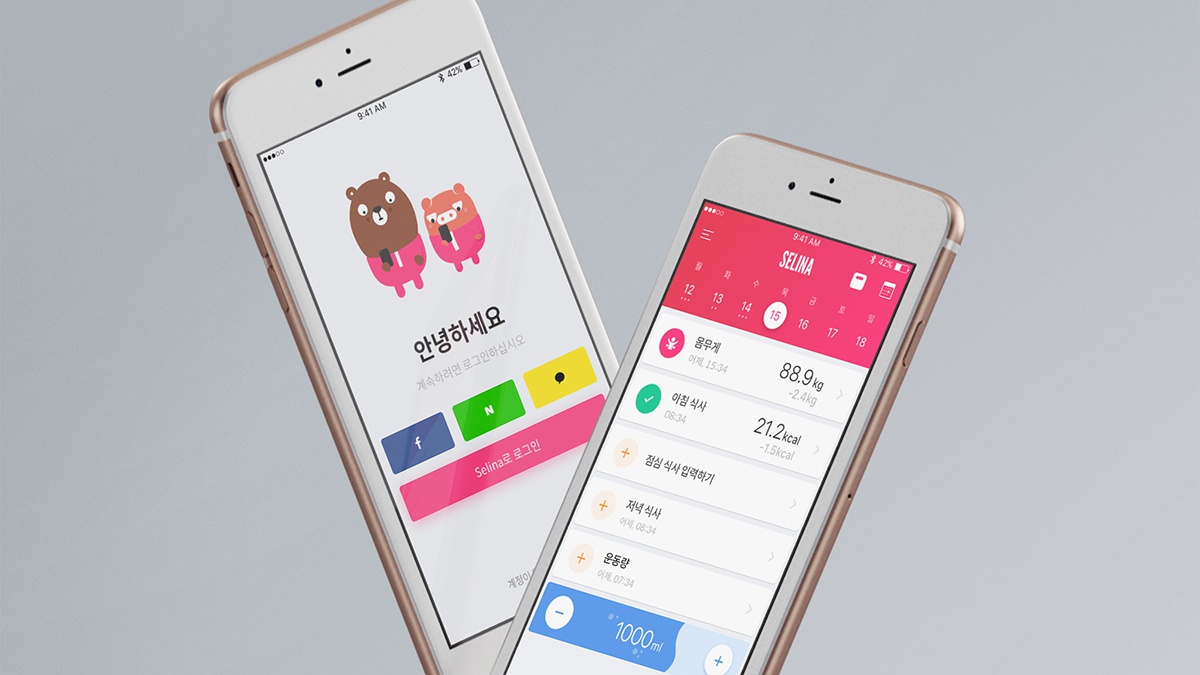 42%
9:41 AM
안녕하세요
계속하려면 로그인하십시오
f
N
Selina로 로그인
계정이
9:41 AM
42%
SELINA
월 화 수 목 금 토 일
12 13 14 15 16 17 18
몸무게
어제, 15:34
88.9kg
-2.4kg
아침 식사
08:34
21.2kcal
-1.5kcal
점심 식사 입력하기
저녁 식사
어제, 08:34
운동량
어제, 07:34
1000ml